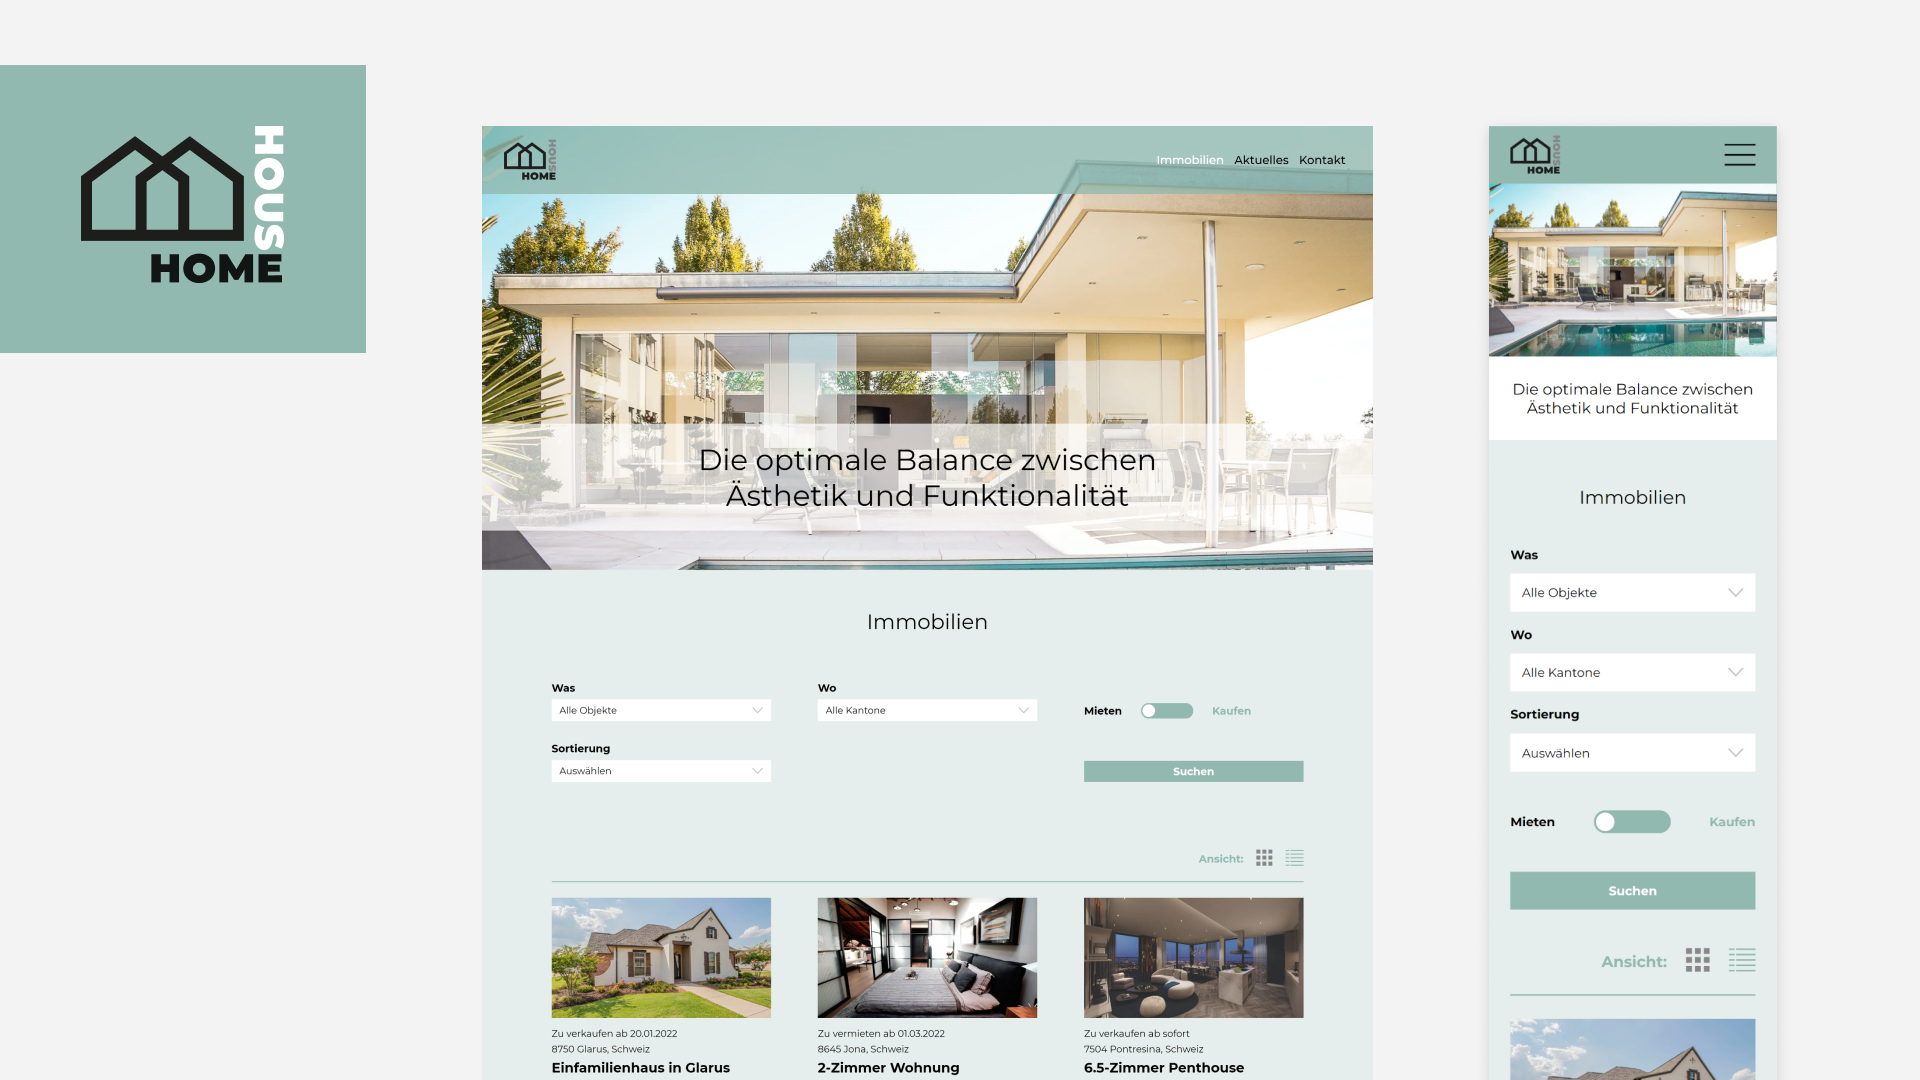 HOUS
HOME
HOUS
HOME
Immobilien Aktuelles Kontakt
Die optimale Balance zwischen
Ästhetik und Funktionalität
Immobilien
Was
Alle Objekte
Wo
Alle Kantone
Mieten Kaufen
Sortierung
Auswählen
Suchen
Ansicht:
Zu verkaufen ab 20.01.2022
8750 Glarus, Schweiz
Einfamilienhaus in Glarus
Zu vermieten ab 01.03.2022
8645 Jona, Schweiz
2-Zimmer Wohnung
Zu verkaufen ab sofort
7504 Pontresina, Schweiz
6.5-Zimmer Penthouse
HOUS
HOME
Die optimale Balance zwischen
Ästhetik und Funktionalität
Immobilien
Was
Alle Objekte
Wo
Alle Kantone
Sortierung
Auswählen
Mieten Kaufen
Suchen
Ansicht: